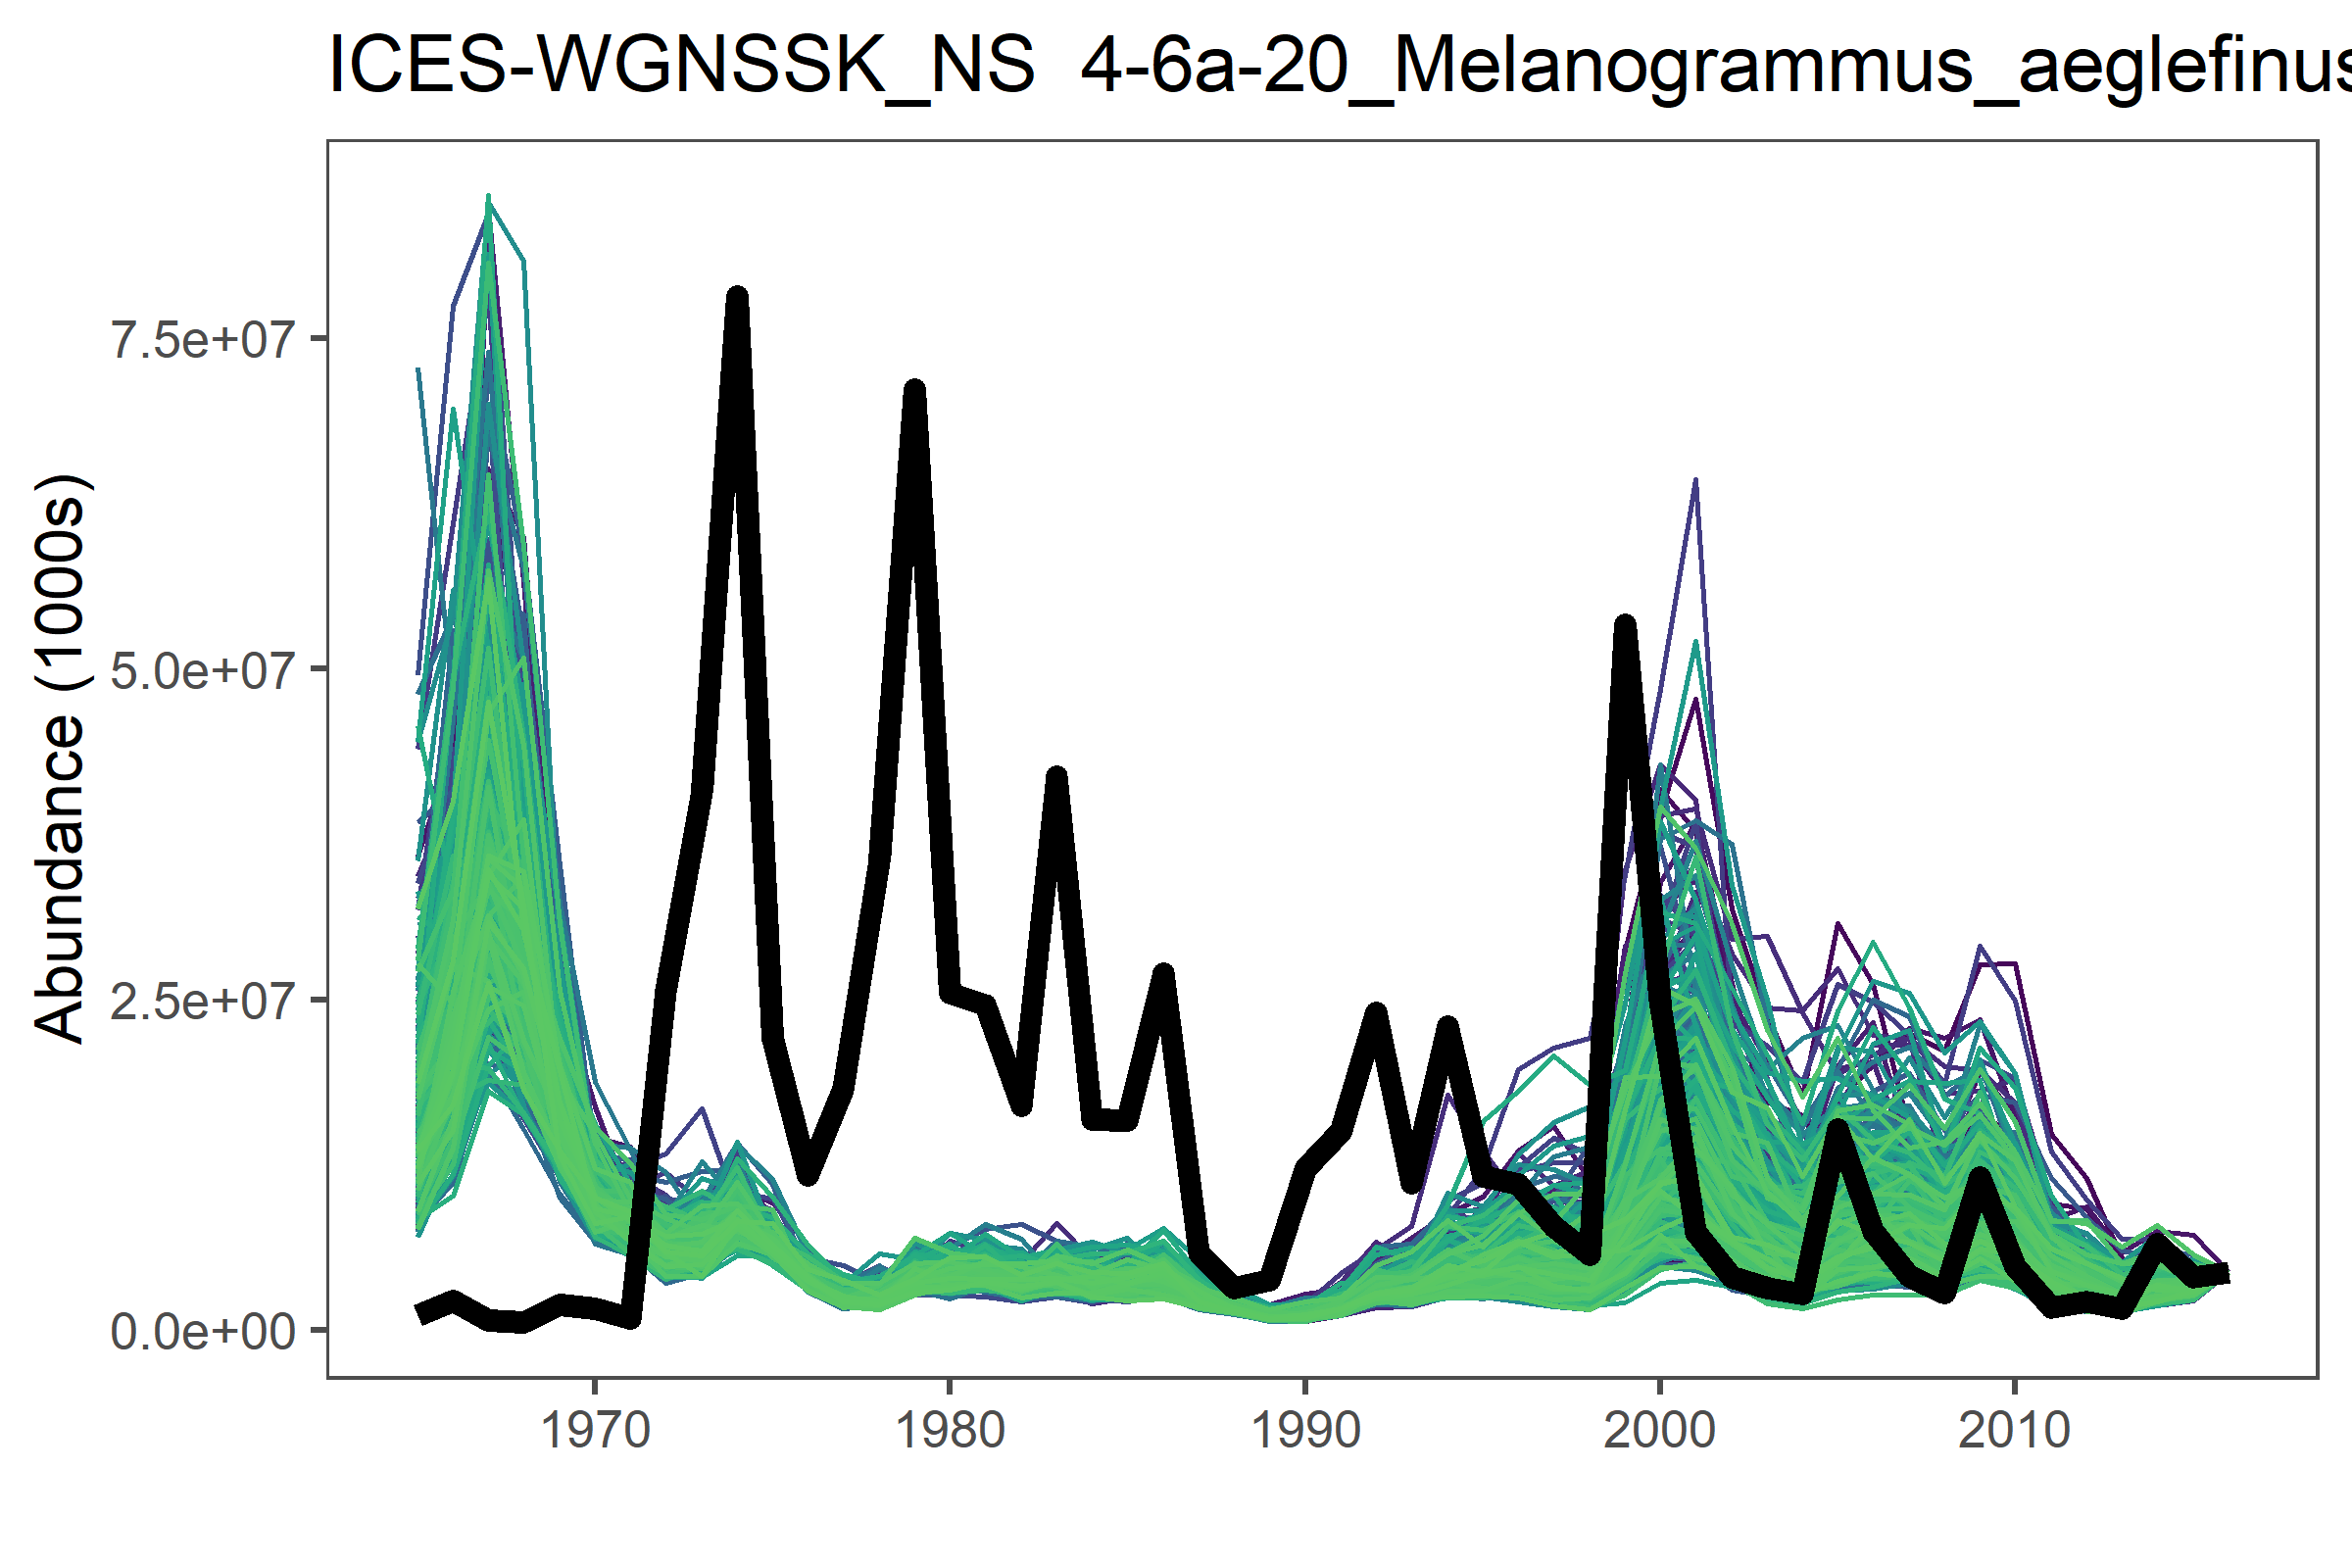 ICES-WGNSSK_NS  4-6a-20_Melanogrammus_aeglefinus
Abundance (1000s)
7.5e+07
5.0e+07
2.5e+07
0.0e+00
1970
1980
1990
2000
2010